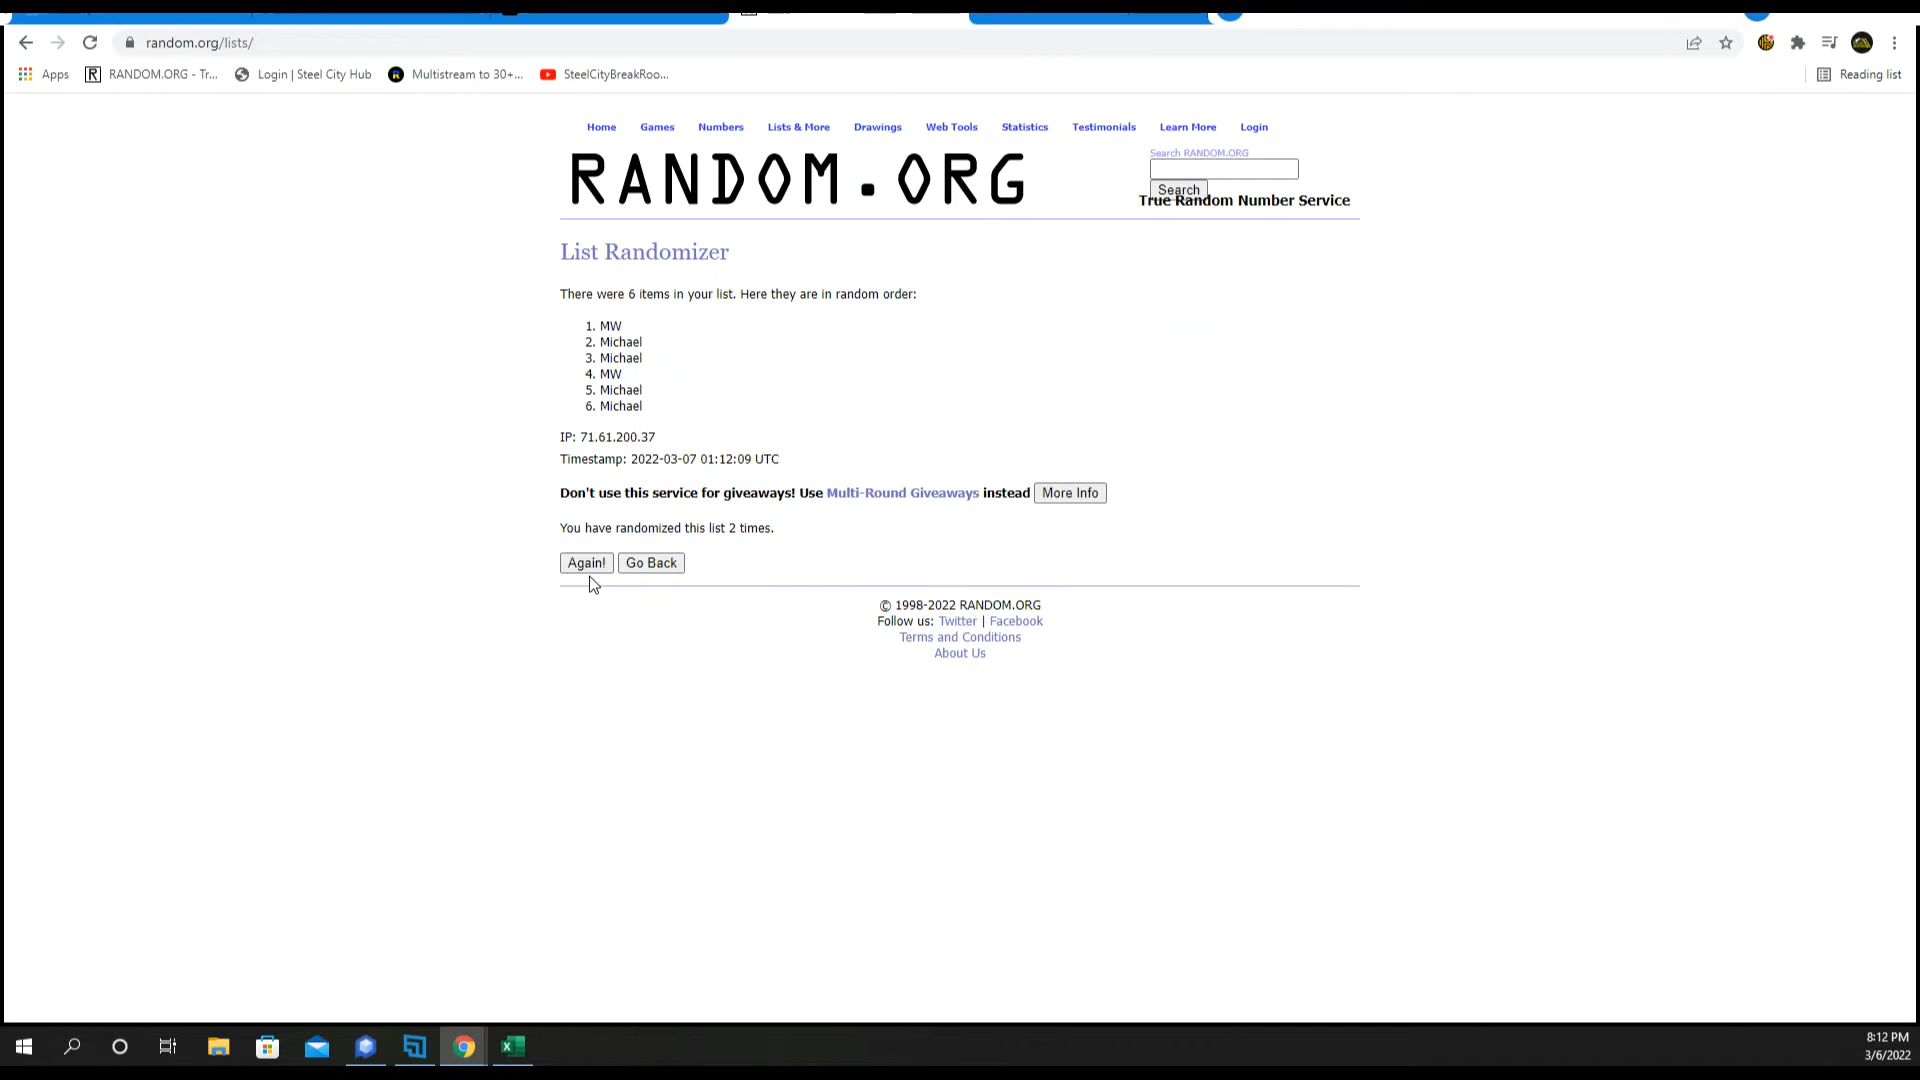 random.org/lists/
Apps RANDOM.ORG - Tr... Login | Steel City Hub Multistream to 30+... SteelCityBreakRoo... Reading list
Home Games Numbers Lists & More Drawings Web Tools Statistics Testimonials Learn More Login
RANDOM.ORG
Search RANDOM.ORG
Search
True Random Number Service
List Randomizer
There were 6 items in your list. Here they are in random order:
1. MW
2. Michael
3. Michael
4. MW
5. Michael
6. Michael
IP: 71.61.200.37
Timestamp: 2022-03-07 01:12:09 UTC
Don't use this service for giveaways! Use Multi-Round Giveaways instead More Info
You have randomized this list 2 times.
Again! Go Back
© 1998-2022 RANDOM.ORG
Follow us: Twitter | Facebook
Terms and Conditions
About Us
8:12 PM
3/6/2022